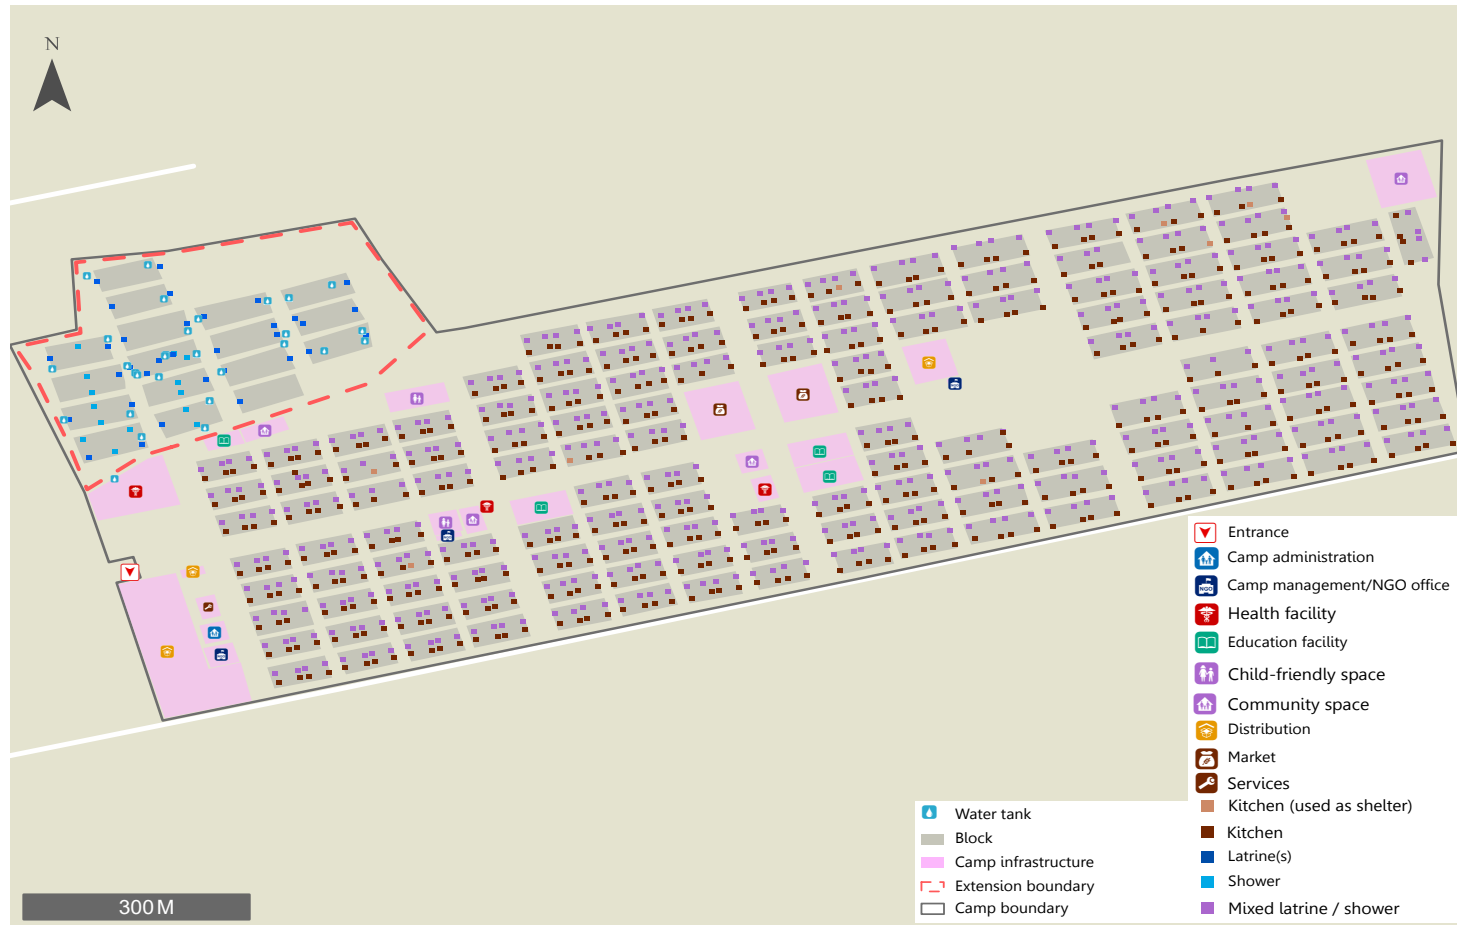 N
Entrance
Camp administration
NGO Camp management/NGO office
Health facility
Education facility
Child-friendly space
Community space
Distribution
Market
Services
Kitchen (used as shelter)
Kitchen
Latrine(s)
Shower
Mixed latrine / shower
Water tank
Block
Camp infrastructure
Extension boundary
Camp boundary
300 M